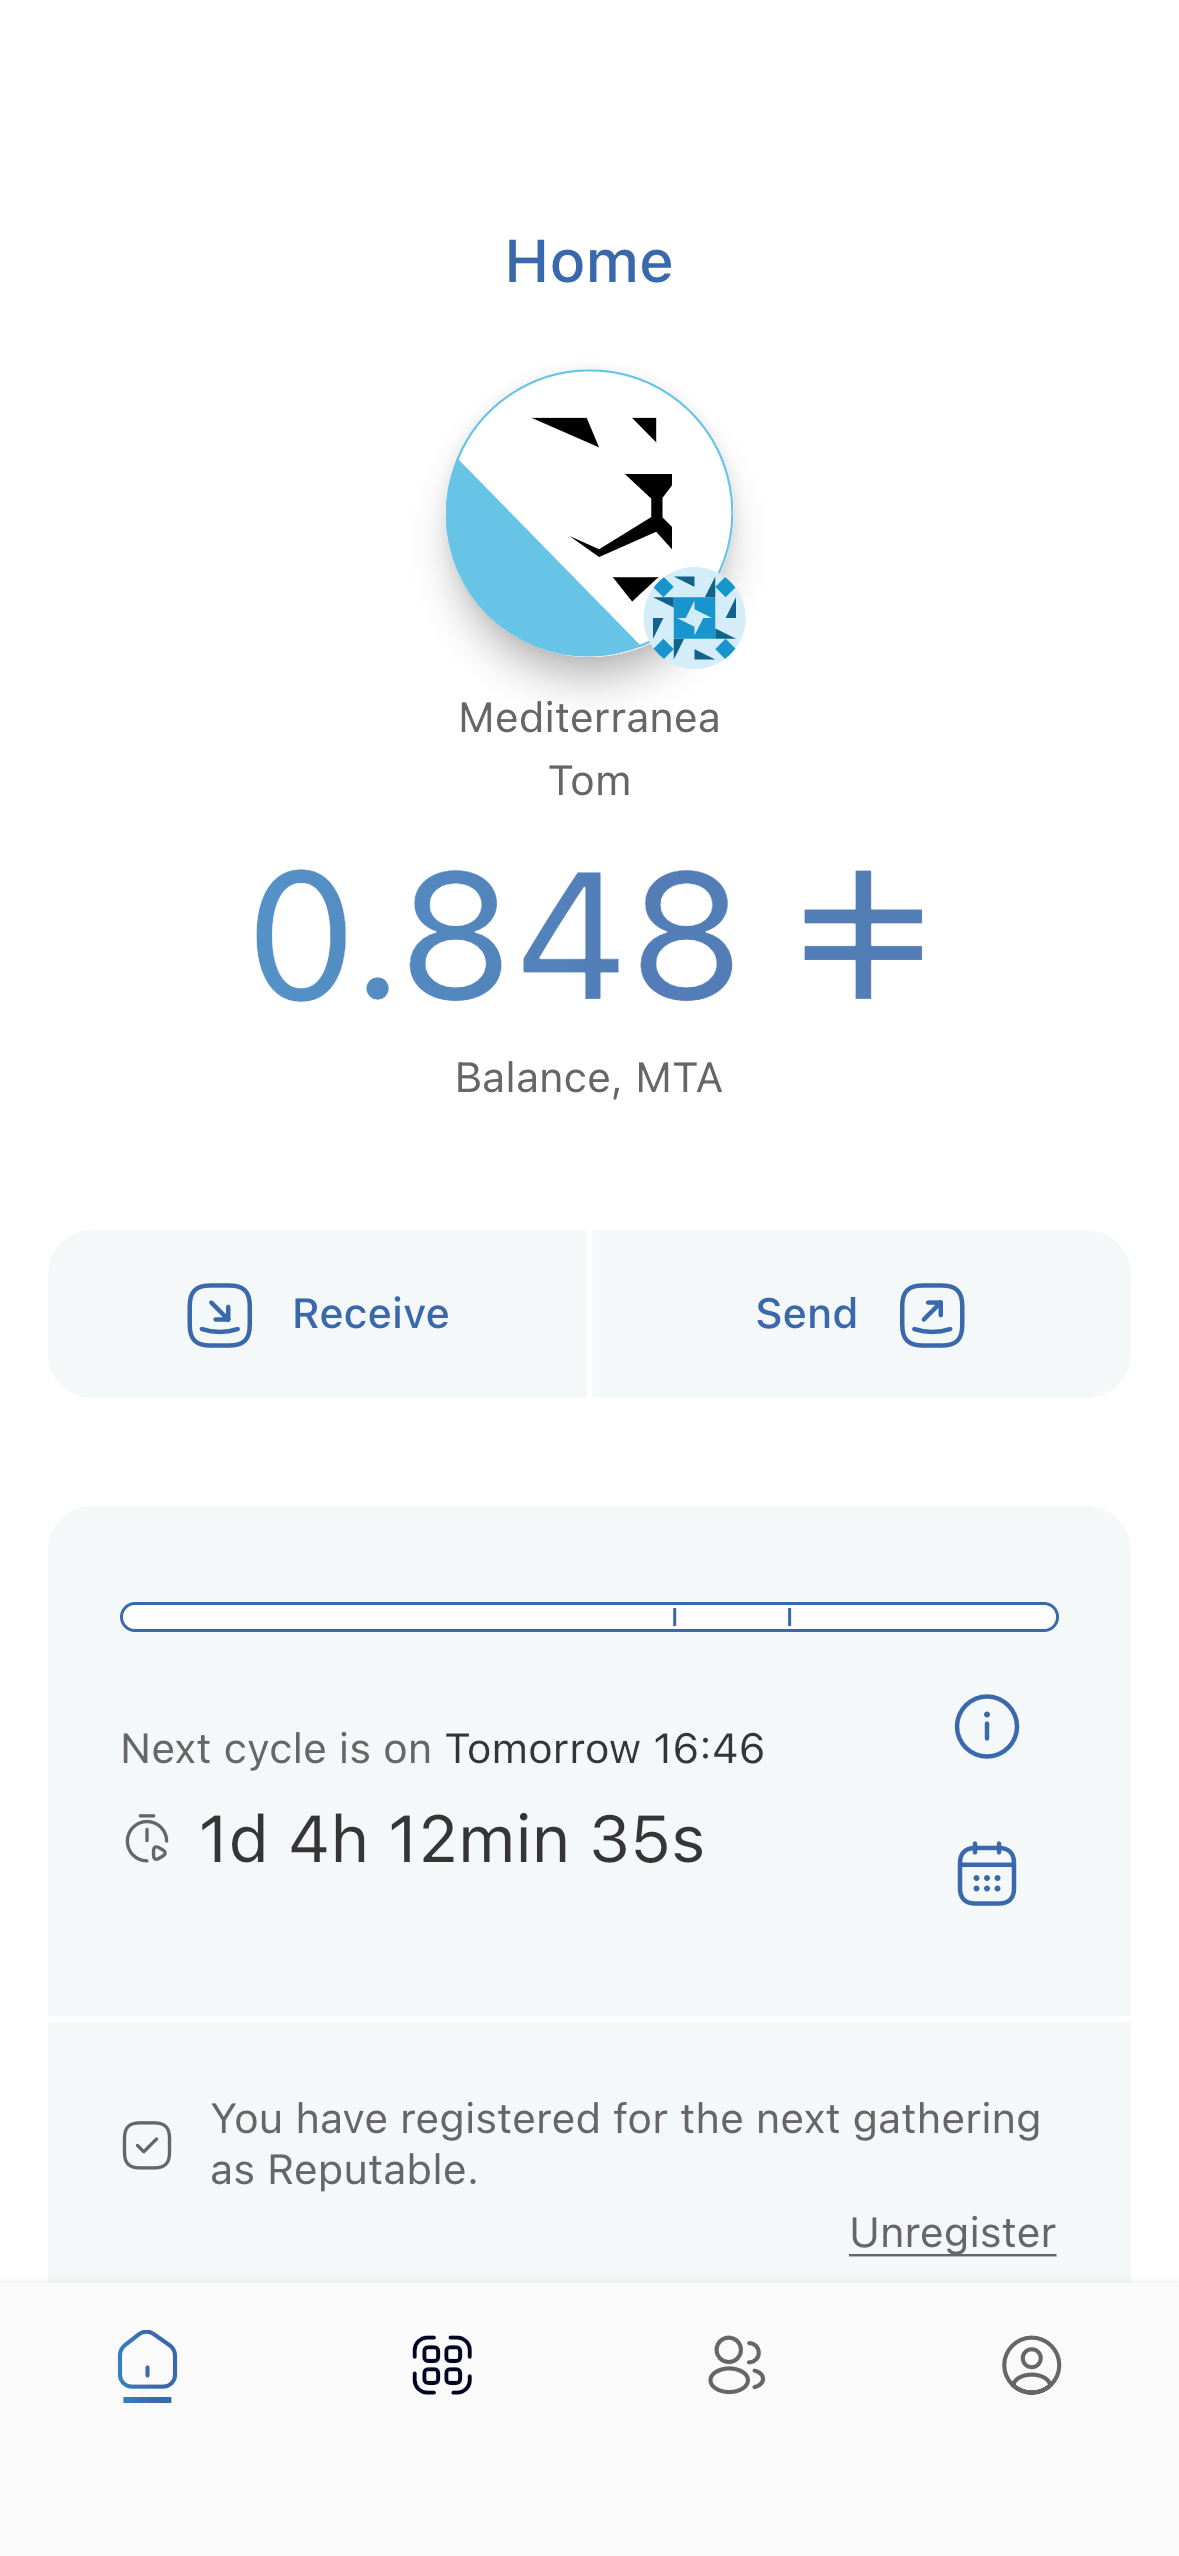 Home
Mediterranea
Tom
0.848 ␩
Balance, MTA
Receive
Send
Next cycle is on Tomorrow 16:46
1d 4h 12min 35s
You have registered for the next gathering
as Reputable.
Unregister